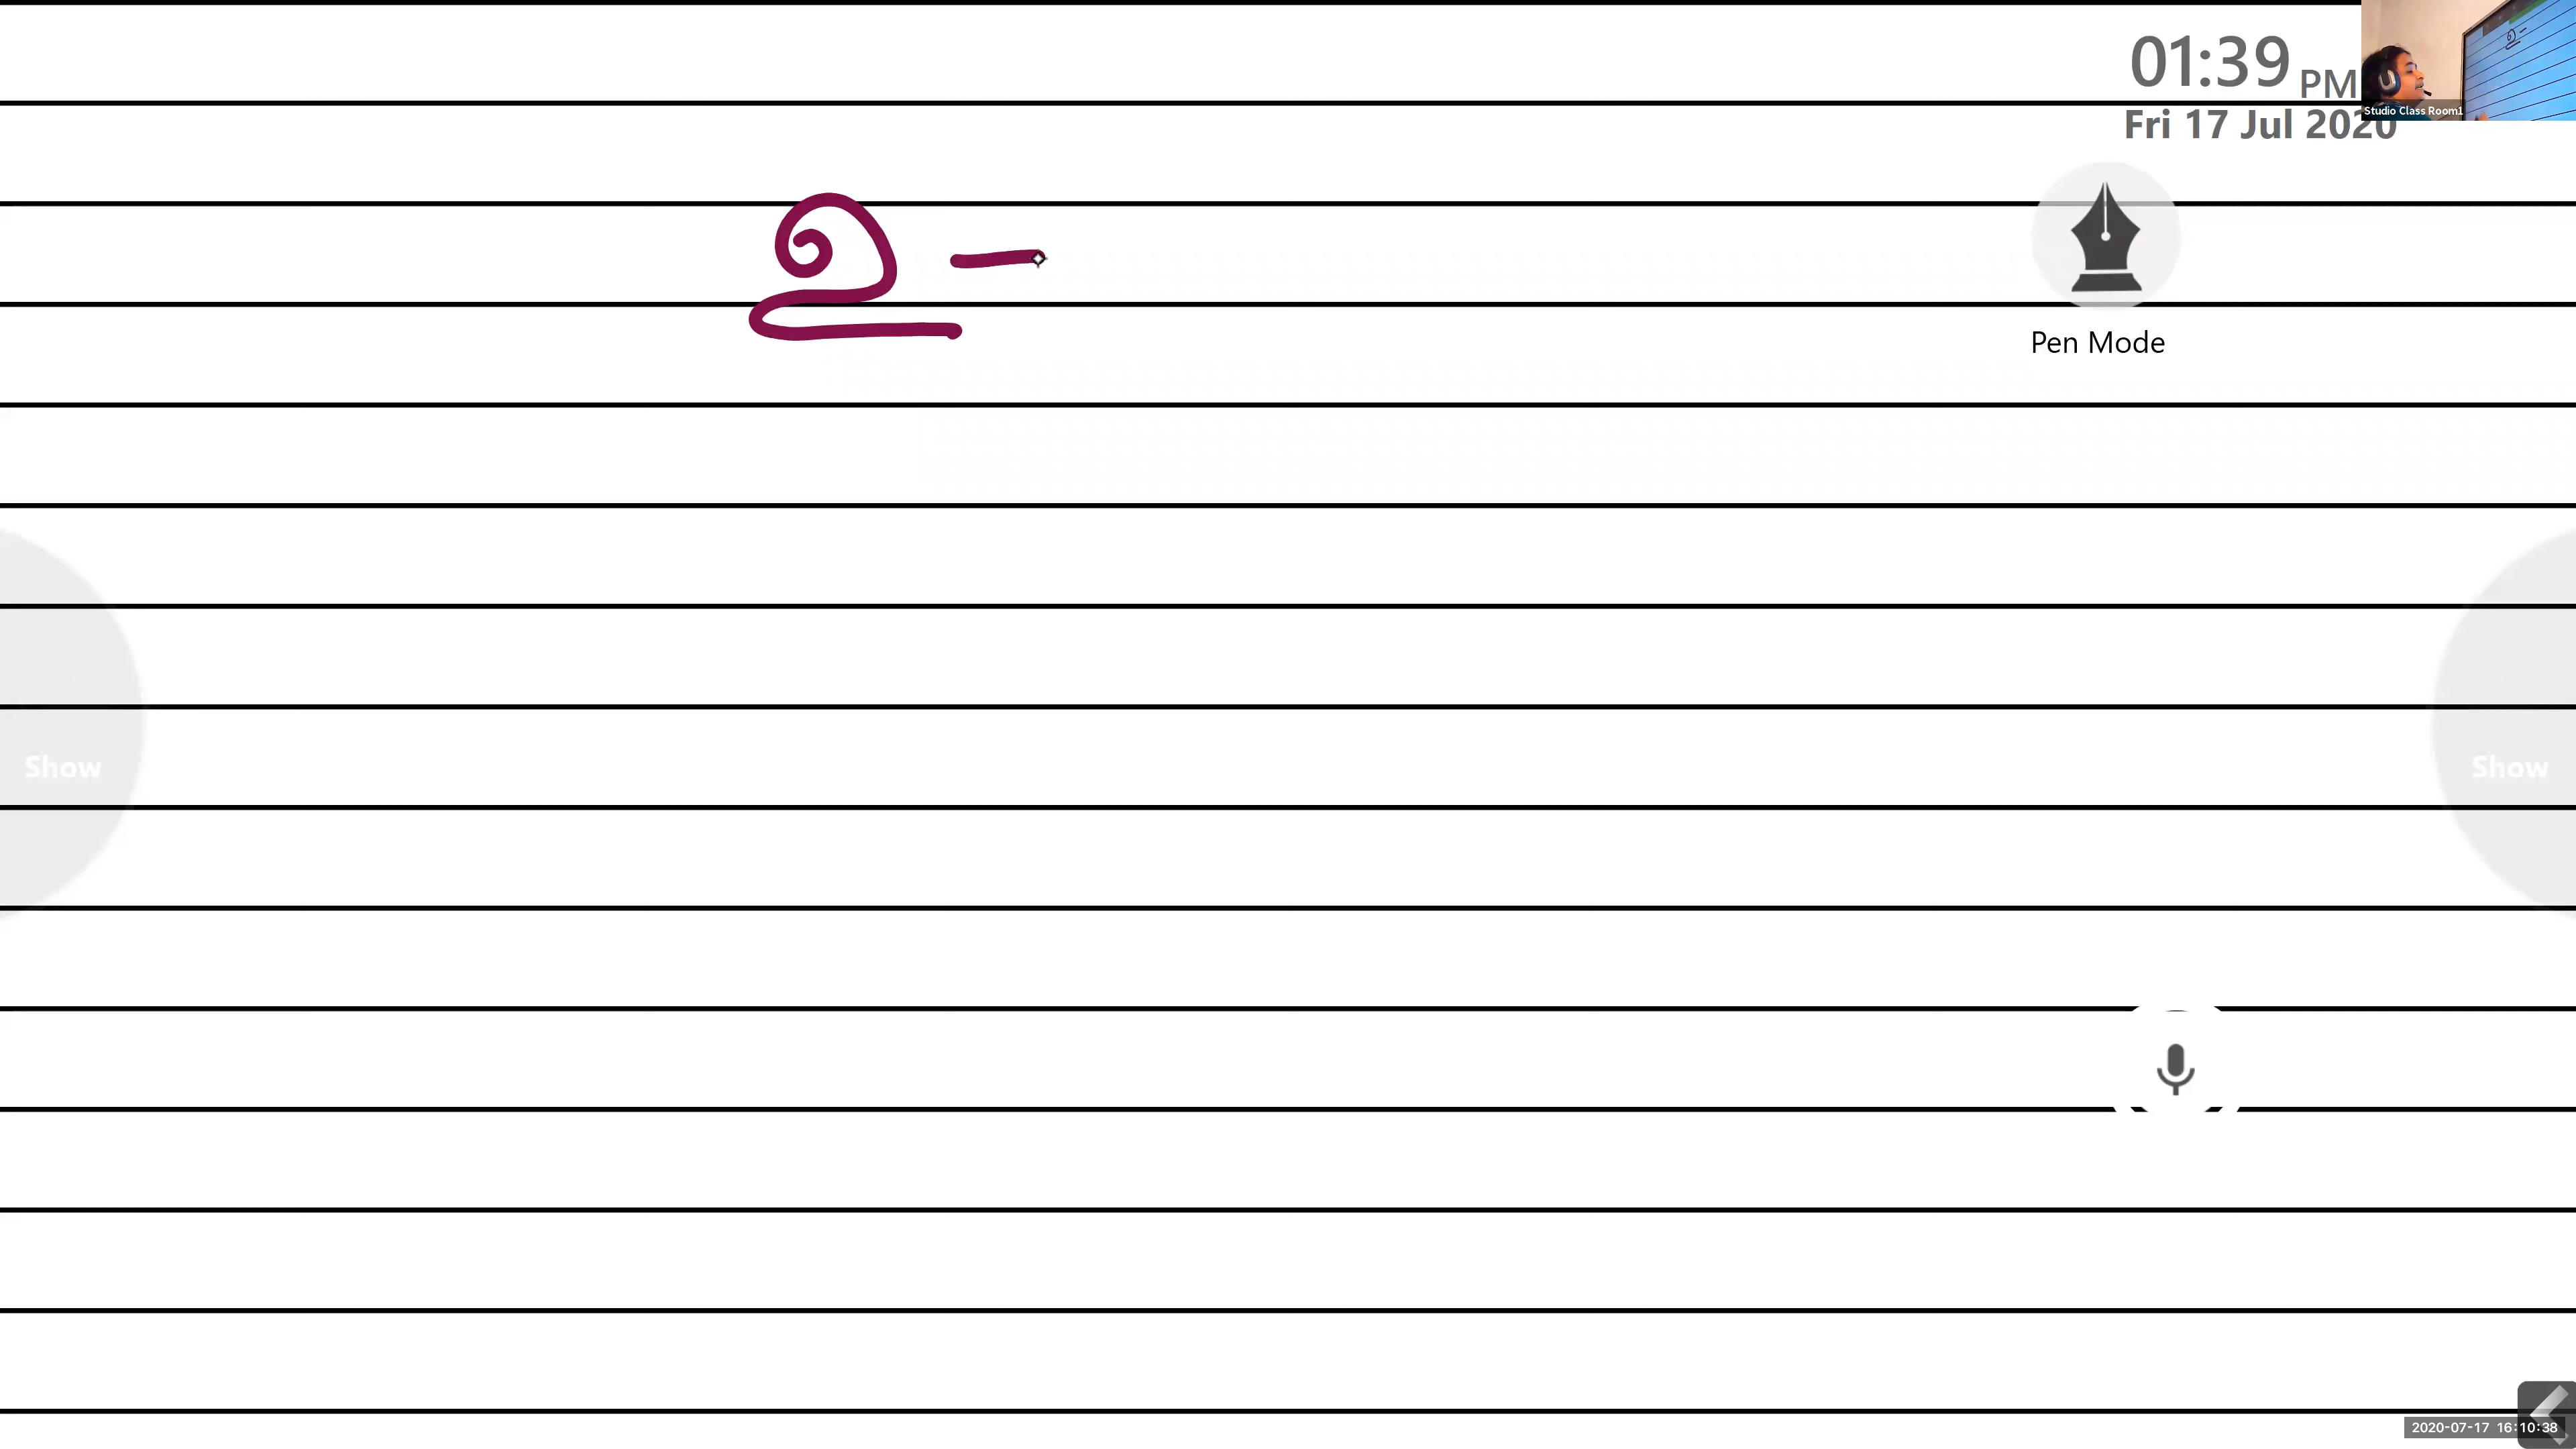 01:39 PM
Studio Class Room1
Fri 17 Jul 2020
உ —
Pen Mode
Show
Show
2020-07-17 16:10:38